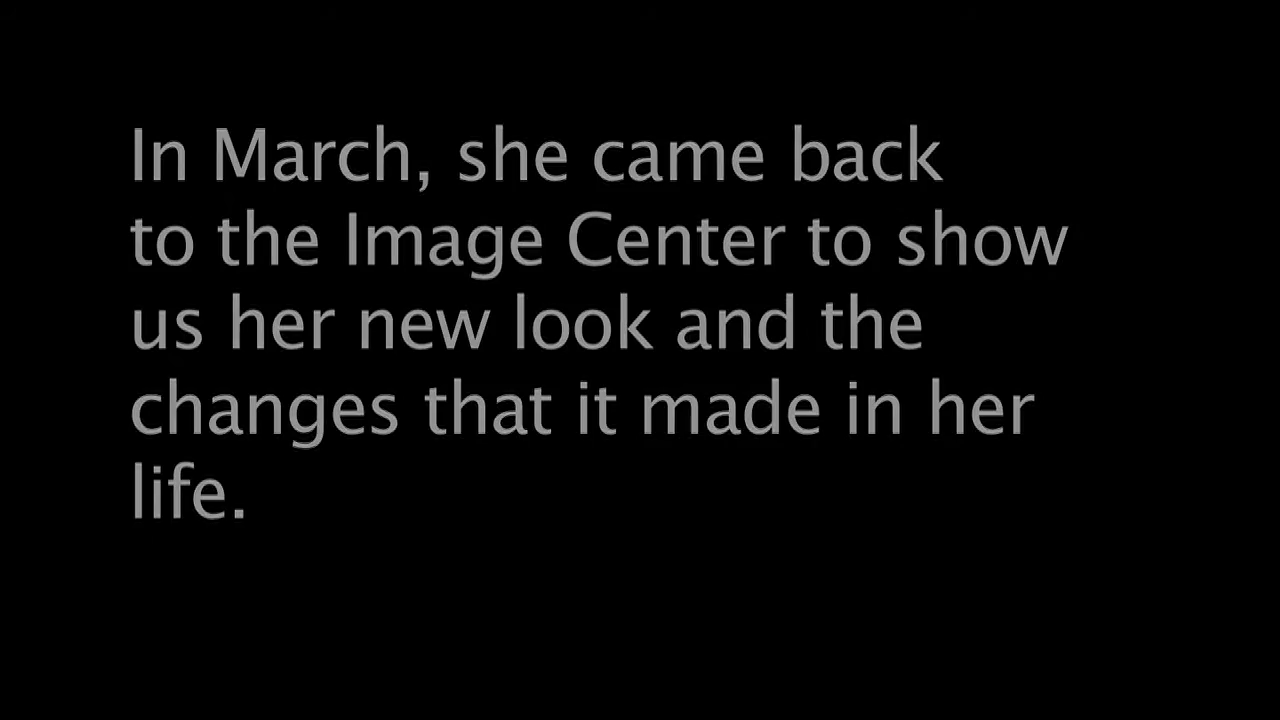 In March, she came back
to the Image Center to show
us her new look and the
changes that it made in her
life.